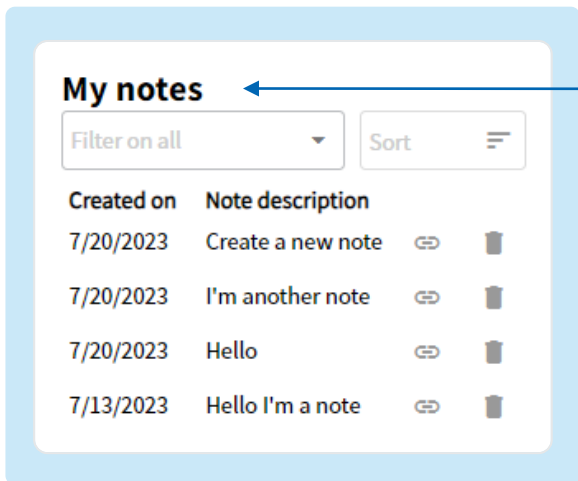 My notes
Filter on all Sort
Created on Note description
7/20/2023 Create a new note
7/20/2023 I'm another note
7/20/2023 Hello
7/13/2023 Hello I'm a note